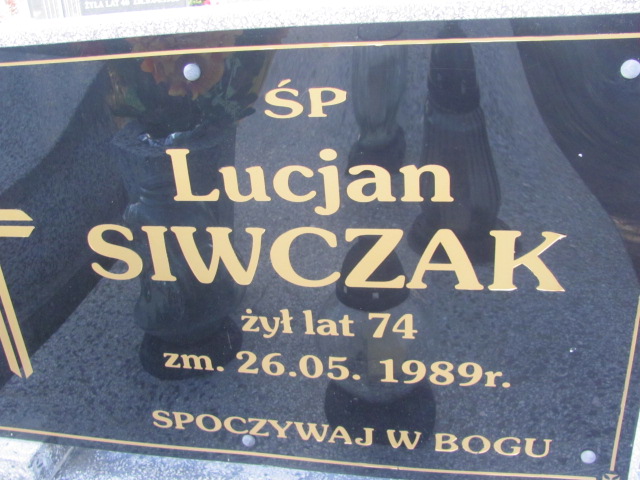 ŚP
Lucjan
SIWCZAK
żył lat 74
zm. 26.05. 1989r.
SPOCZYWAJ W BOGU